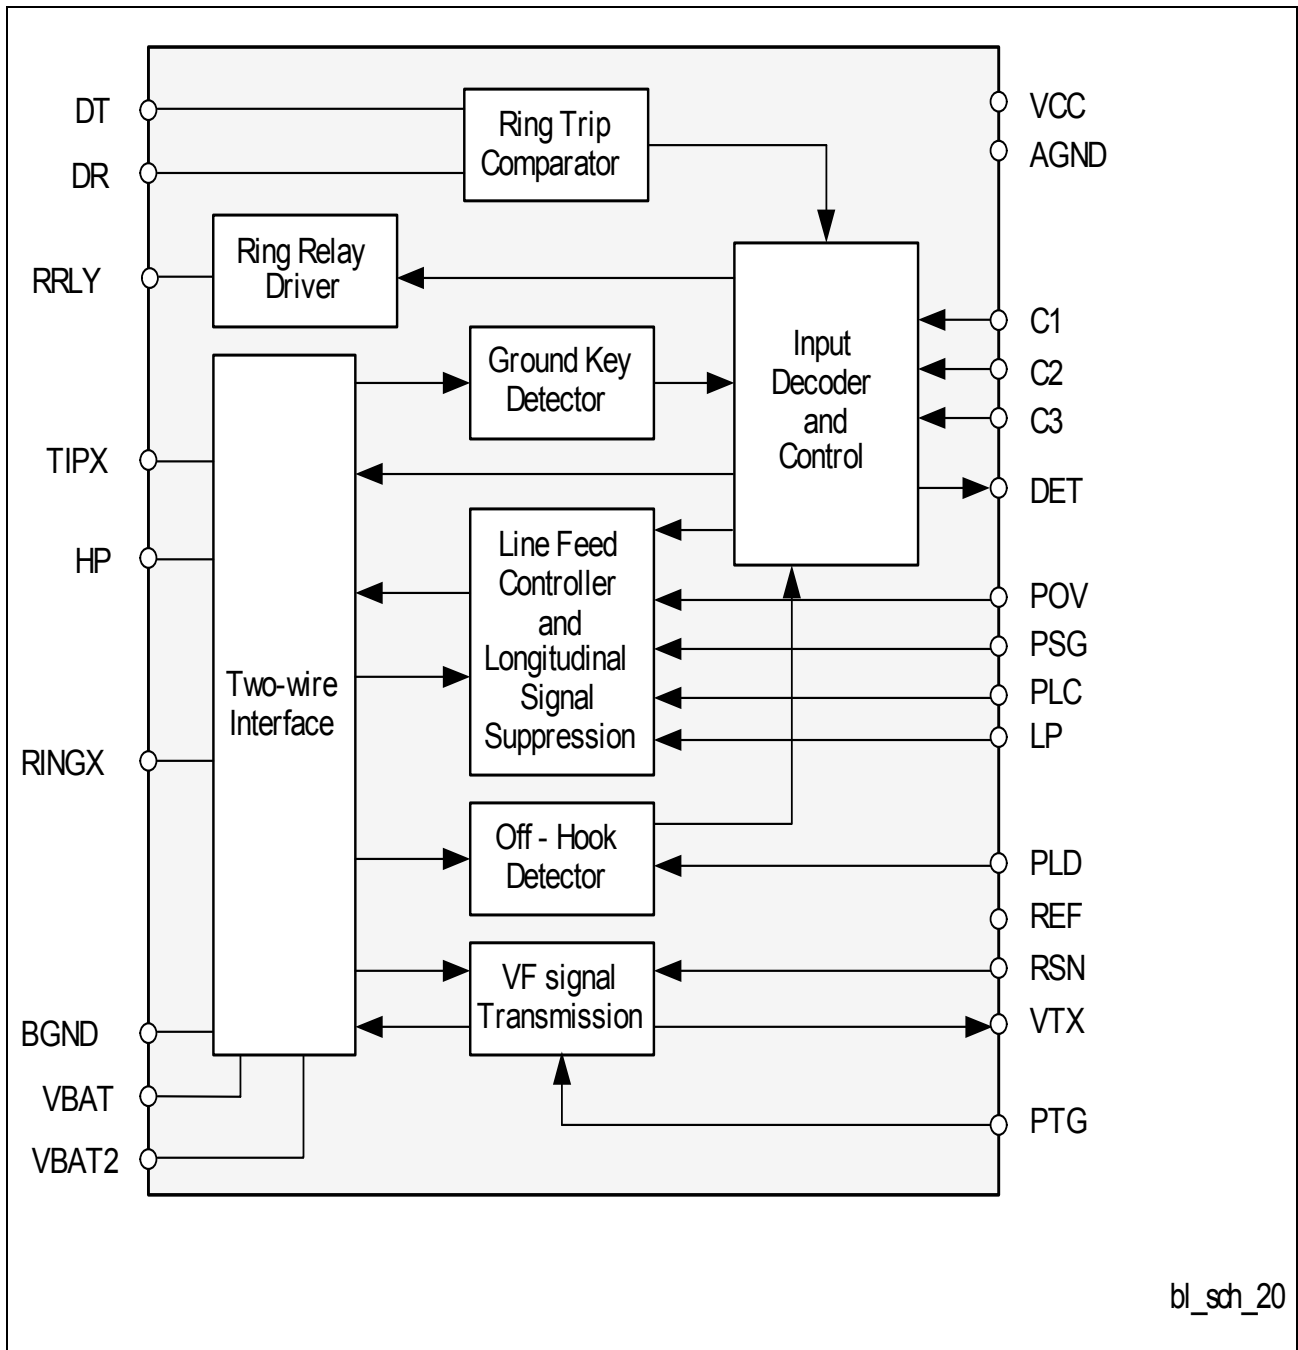 DT
DR
RRLY
TIPX
HP
RINGX
BGND
VBAT
VBAT2
Ring Trip
Comparator
Ring Relay
Driver
Ground Key
Detector
Two-wire
Interface
Line Feed
Controller
and
Longitudinal
Signal
Suppression
Off - Hook
Detector
VF signal
Transmission
Input
Decoder
and
Control
VCC
AGND
C1
C2
C3
DET
POV
PSG
PLC
LP
PLD
REF
RSN
VTX
PTG
bl_sch_20